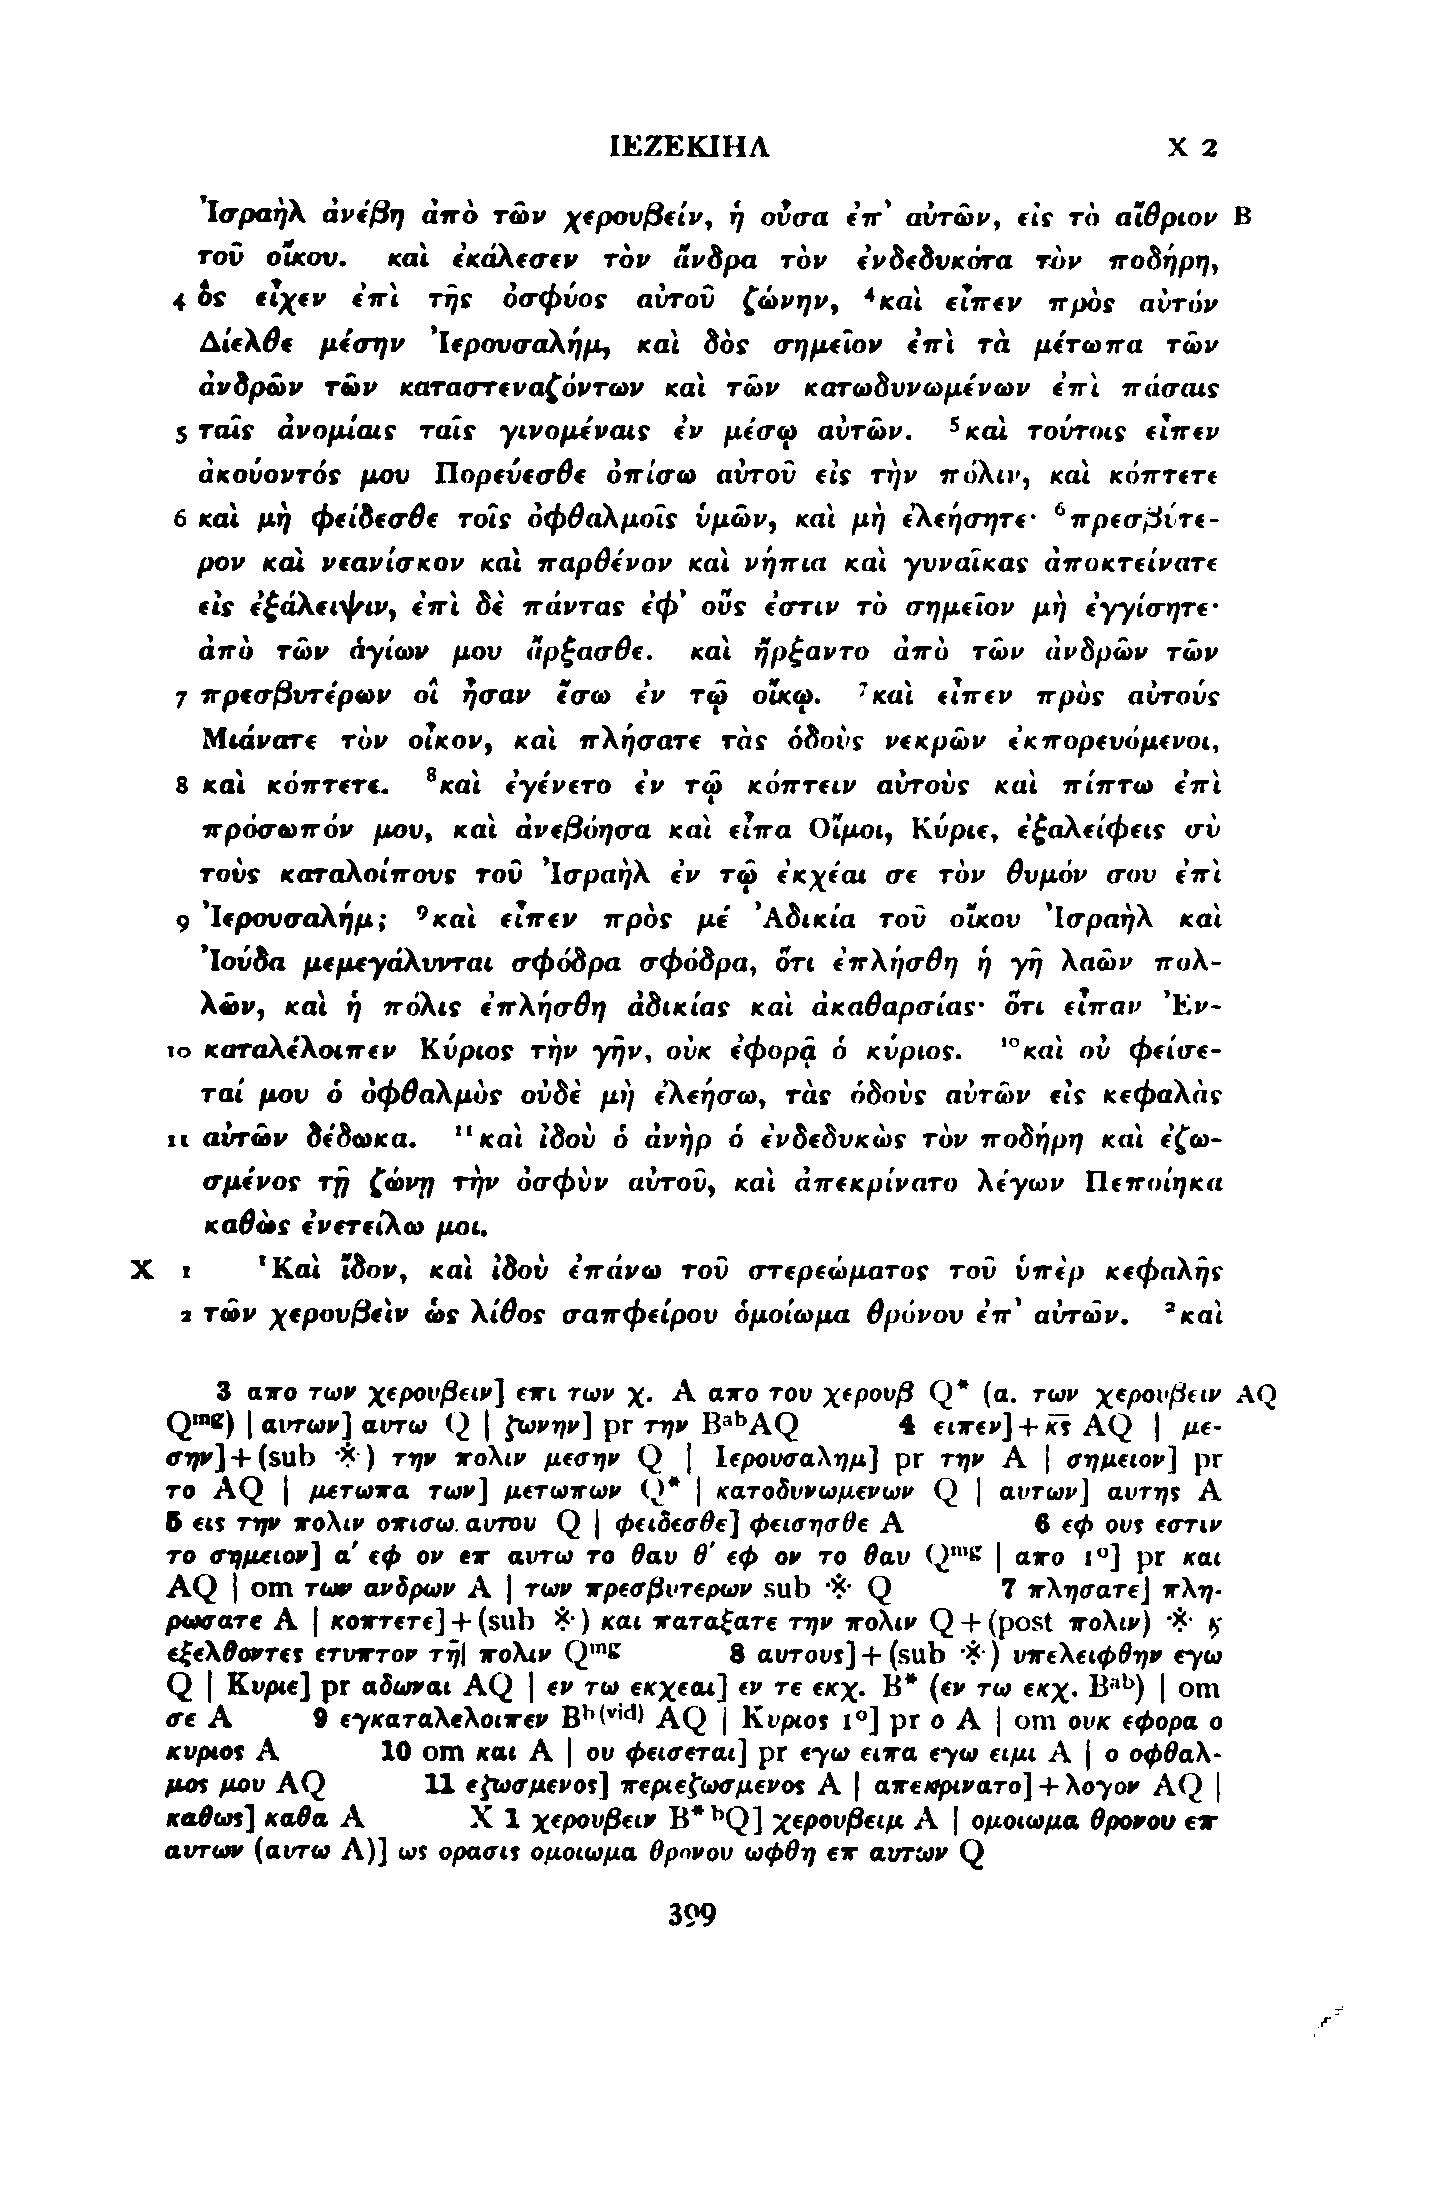 ΙΕΖΕΚΙΗΛ X 2
Ἰσραὴλ ἀνέβη ἀπὸ τῶν χερουβείν, ἡ οὖσα ἐπ᾽ αὐτῶν, εἰς τὸ αἴθριον B
τοῦ οἴκου. καὶ ἐκάλεσεν τὸν ἄνδρα τὸν ἐνδεδυκότα τὸν ποδήρη,
4 ὃς εἶχεν ἐπὶ τῆς ὀσφύος αὐτοῦ ζώνην, ⁴καὶ εἶπεν πρὸς αὐτόν
Δίελθε μέσην Ἰερουσαλήμ, καὶ δὸς σημεῖον ἐπὶ τὰ μέτωπα τῶν
ἀνδρῶν τῶν καταστεναζόντων καὶ τῶν κατωδυνωμένων ἐπὶ πάσαις
5 ταῖς ἀνομίαις ταῖς γινομέναις ἐν μέσῳ αὐτῶν. ⁵καὶ τούτοις εἶπεν
ἀκούοντός μου Πορεύεσθε ὀπίσω αὐτοῦ εἰς τὴν πόλιν, καὶ κόπτετε
6 καὶ μὴ φείδεσθε τοῖς ὀφθαλμοῖς ὑμῶν, καὶ μὴ ἐλεήσητε· ⁶πρεσβύτε-
ρον καὶ νεανίσκον καὶ παρθένον καὶ νήπια καὶ γυναῖκας ἀποκτείνατε
εἰς ἐξάλειψιν, ἐπὶ δὲ πάντας ἐφ᾽ οὕς ἐστιν τὸ σημεῖον μὴ ἐγγίσητε·
ἀπὸ τῶν ἁγίων μου ἄρξασθε. καὶ ἤρξαντο ἀπὸ τῶν ἀνδρῶν τῶν
7 πρεσβυτέρων οἳ ἦσαν ἔσω ἐν τῷ οἴκῳ. ⁷καὶ εἶπεν πρὸς αὐτούς
Μιάνατε τὸν οἶκον, καὶ πλήσατε τὰς ὁδοὺς νεκρῶν ἐκπορευόμενοι,
8 καὶ κόπτετε. ⁸καὶ ἐγένετο ἐν τῷ κόπτειν αὐτοὺς καὶ πίπτω ἐπὶ
πρόσωπόν μου, καὶ ἀνεβόησα καὶ εἶπα Οἴμοι, Κύριε, ἐξαλείφεις σὺ
τοὺς καταλοίπους τοῦ Ἰσραὴλ ἐν τῷ ἐκχέαι σε τὸν θυμόν σου ἐπὶ
9 Ἰερουσαλήμ; ⁹καὶ εἶπεν πρὸς μέ Ἀδικία τοῦ οἴκου Ἰσραὴλ καὶ
Ἰούδα μεμεγάλυνται σφόδρα σφόδρα, ὅτι ἐπλήσθη ἡ γῆ λαῶν πολ-
λῶν, καὶ ἡ πόλις ἐπλήσθη ἀδικίας καὶ ἀκαθαρσίας· ὅτι εἶπαν Ἐν-
10 καταλέλοιπεν Κύριος τὴν γῆν, οὐκ ἐφορᾷ ὁ κύριος. ¹⁰καὶ οὐ φείσε-
ταί μου ὁ ὀφθαλμὸς οὐδὲ μὴ ἐλεήσω, τὰς ὁδοὺς αὐτῶν εἰς κεφαλὰς
11 αὐτῶν δέδωκα. ¹¹καὶ ἰδοὺ ὁ ἀνὴρ ὁ ἐνδεδυκὼς τὸν ποδήρη καὶ ἐζω-
σμένος τῇ ζώνῃ τὴν ὀσφὺν αὐτοῦ, καὶ ἀπεκρίνατο λέγων Πεποίηκα
καθὼς ἐνετείλω μοι.
X 1 ¹Καὶ ἴδον, καὶ ἰδοὺ ἐπάνω τοῦ στερεώματος τοῦ ὑπὲρ κεφαλῆς
2 τῶν χερουβεὶν ὡς λίθος σαπφείρου ὁμοίωμα θρόνου ἐπ᾽ αὐτῶν. ²καὶ
3 απο των χερουβειν] επι των χ. A απο του χερουβ Q* (α. των χερουβειν AQ
Qᵐᵍ) | αυτων] αυτω Q | ζωνην] pr την BᵃᵇAQ 4 ειπεν]+κ̅ς̅ AQ | με-
σην]+(sub ※) την πολιν μεσην Q | Ιερουσαλημ] pr την A | σημειον] pr
το AQ | μετωπα των] μετωπων Q* | κατοδυνωμενων Q | αυτων] αυτης A
5 εις την πολιν οπισω αυτου Q | φειδεσθε] φεισησθε A 6 εφ ους εστιν
το σημειον] α′ εφ ον επ αυτω το θαυ θ′ εφ ον το θαυ Qᵐᵍ | απο 1°] pr και
AQ | om των ανδρων A | των πρεσβυτερων sub ※ Q 7 πλησατε] πλη-
ρωσατε A | κοπτετε]+(sub ※) και παταξατε την πολιν Q+(post πολιν) ※ ϗ
εξελθοντες ετυπτον τη̅| πολιν Qᵐᵍ 8 αυτους]+(sub ※) υπελειφθην εγω
Q | Κυριε] pr αδωναι AQ | εν τω εκχεαι] εν τε εκχ. B* (εν τω εκχ. Bᵃᵇ) | om
σε A 9 εγκαταλελοιπεν Bᵇ⁽ᵛⁱᵈ⁾ AQ | Κυριος 1°] pr ο A | om ουκ εφορα ο
κυριος A 10 om και A | ου φεισεται] pr εγω ειπα εγω ειμι A | ο οφθαλ-
μος μου AQ 11 εζωσμενος] περιεζωσμενος A | απεκρινατο]+λογον AQ |
καθως] καθα A X 1 χερουβειν B*ᵇQ] χερουβειμ A | ομοιωμα θρονου επ
αυτων (αυτω A)] ως ορασις ομοιωμα θρονου ωφθη επ αυτων Q
399